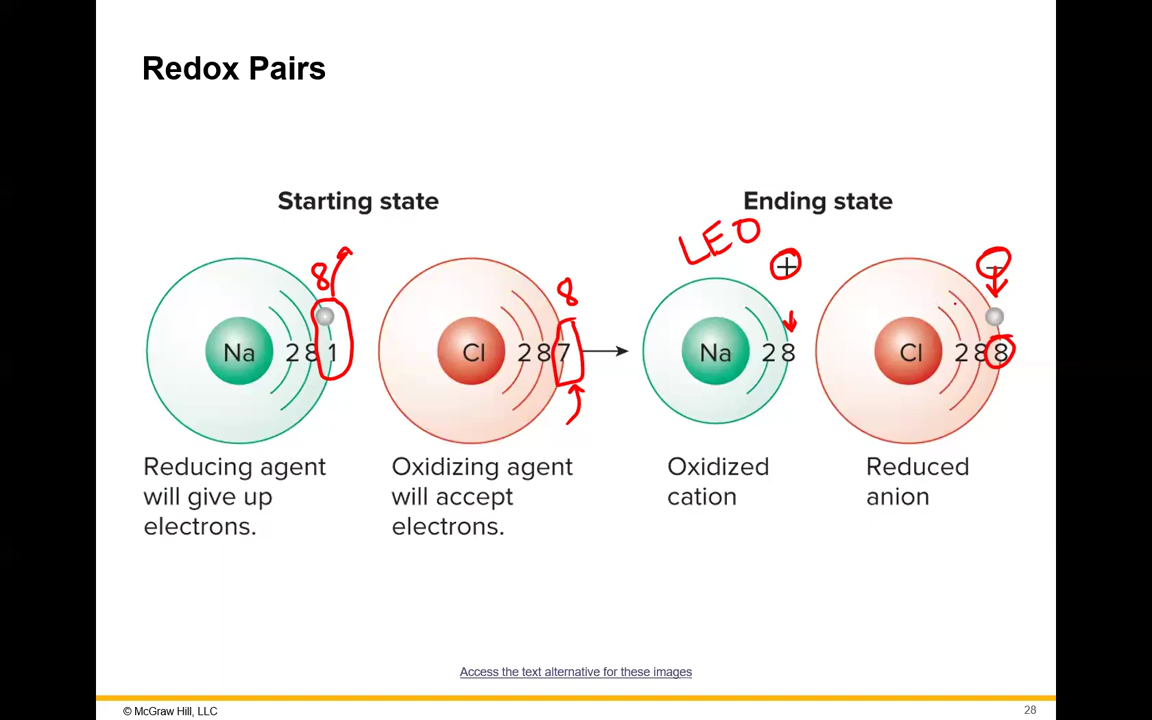 Redox Pairs
Starting state
Ending state
LEO
8
8
+
−
Na 2 8 1
Cl 2 8 7
Na 2 8
Cl 2 8 8
Reducing agent
will give up
electrons.
Oxidizing agent
will accept
electrons.
Oxidized
cation
Reduced
anion
Access the text alternative for these images
© McGraw Hill, LLC
28